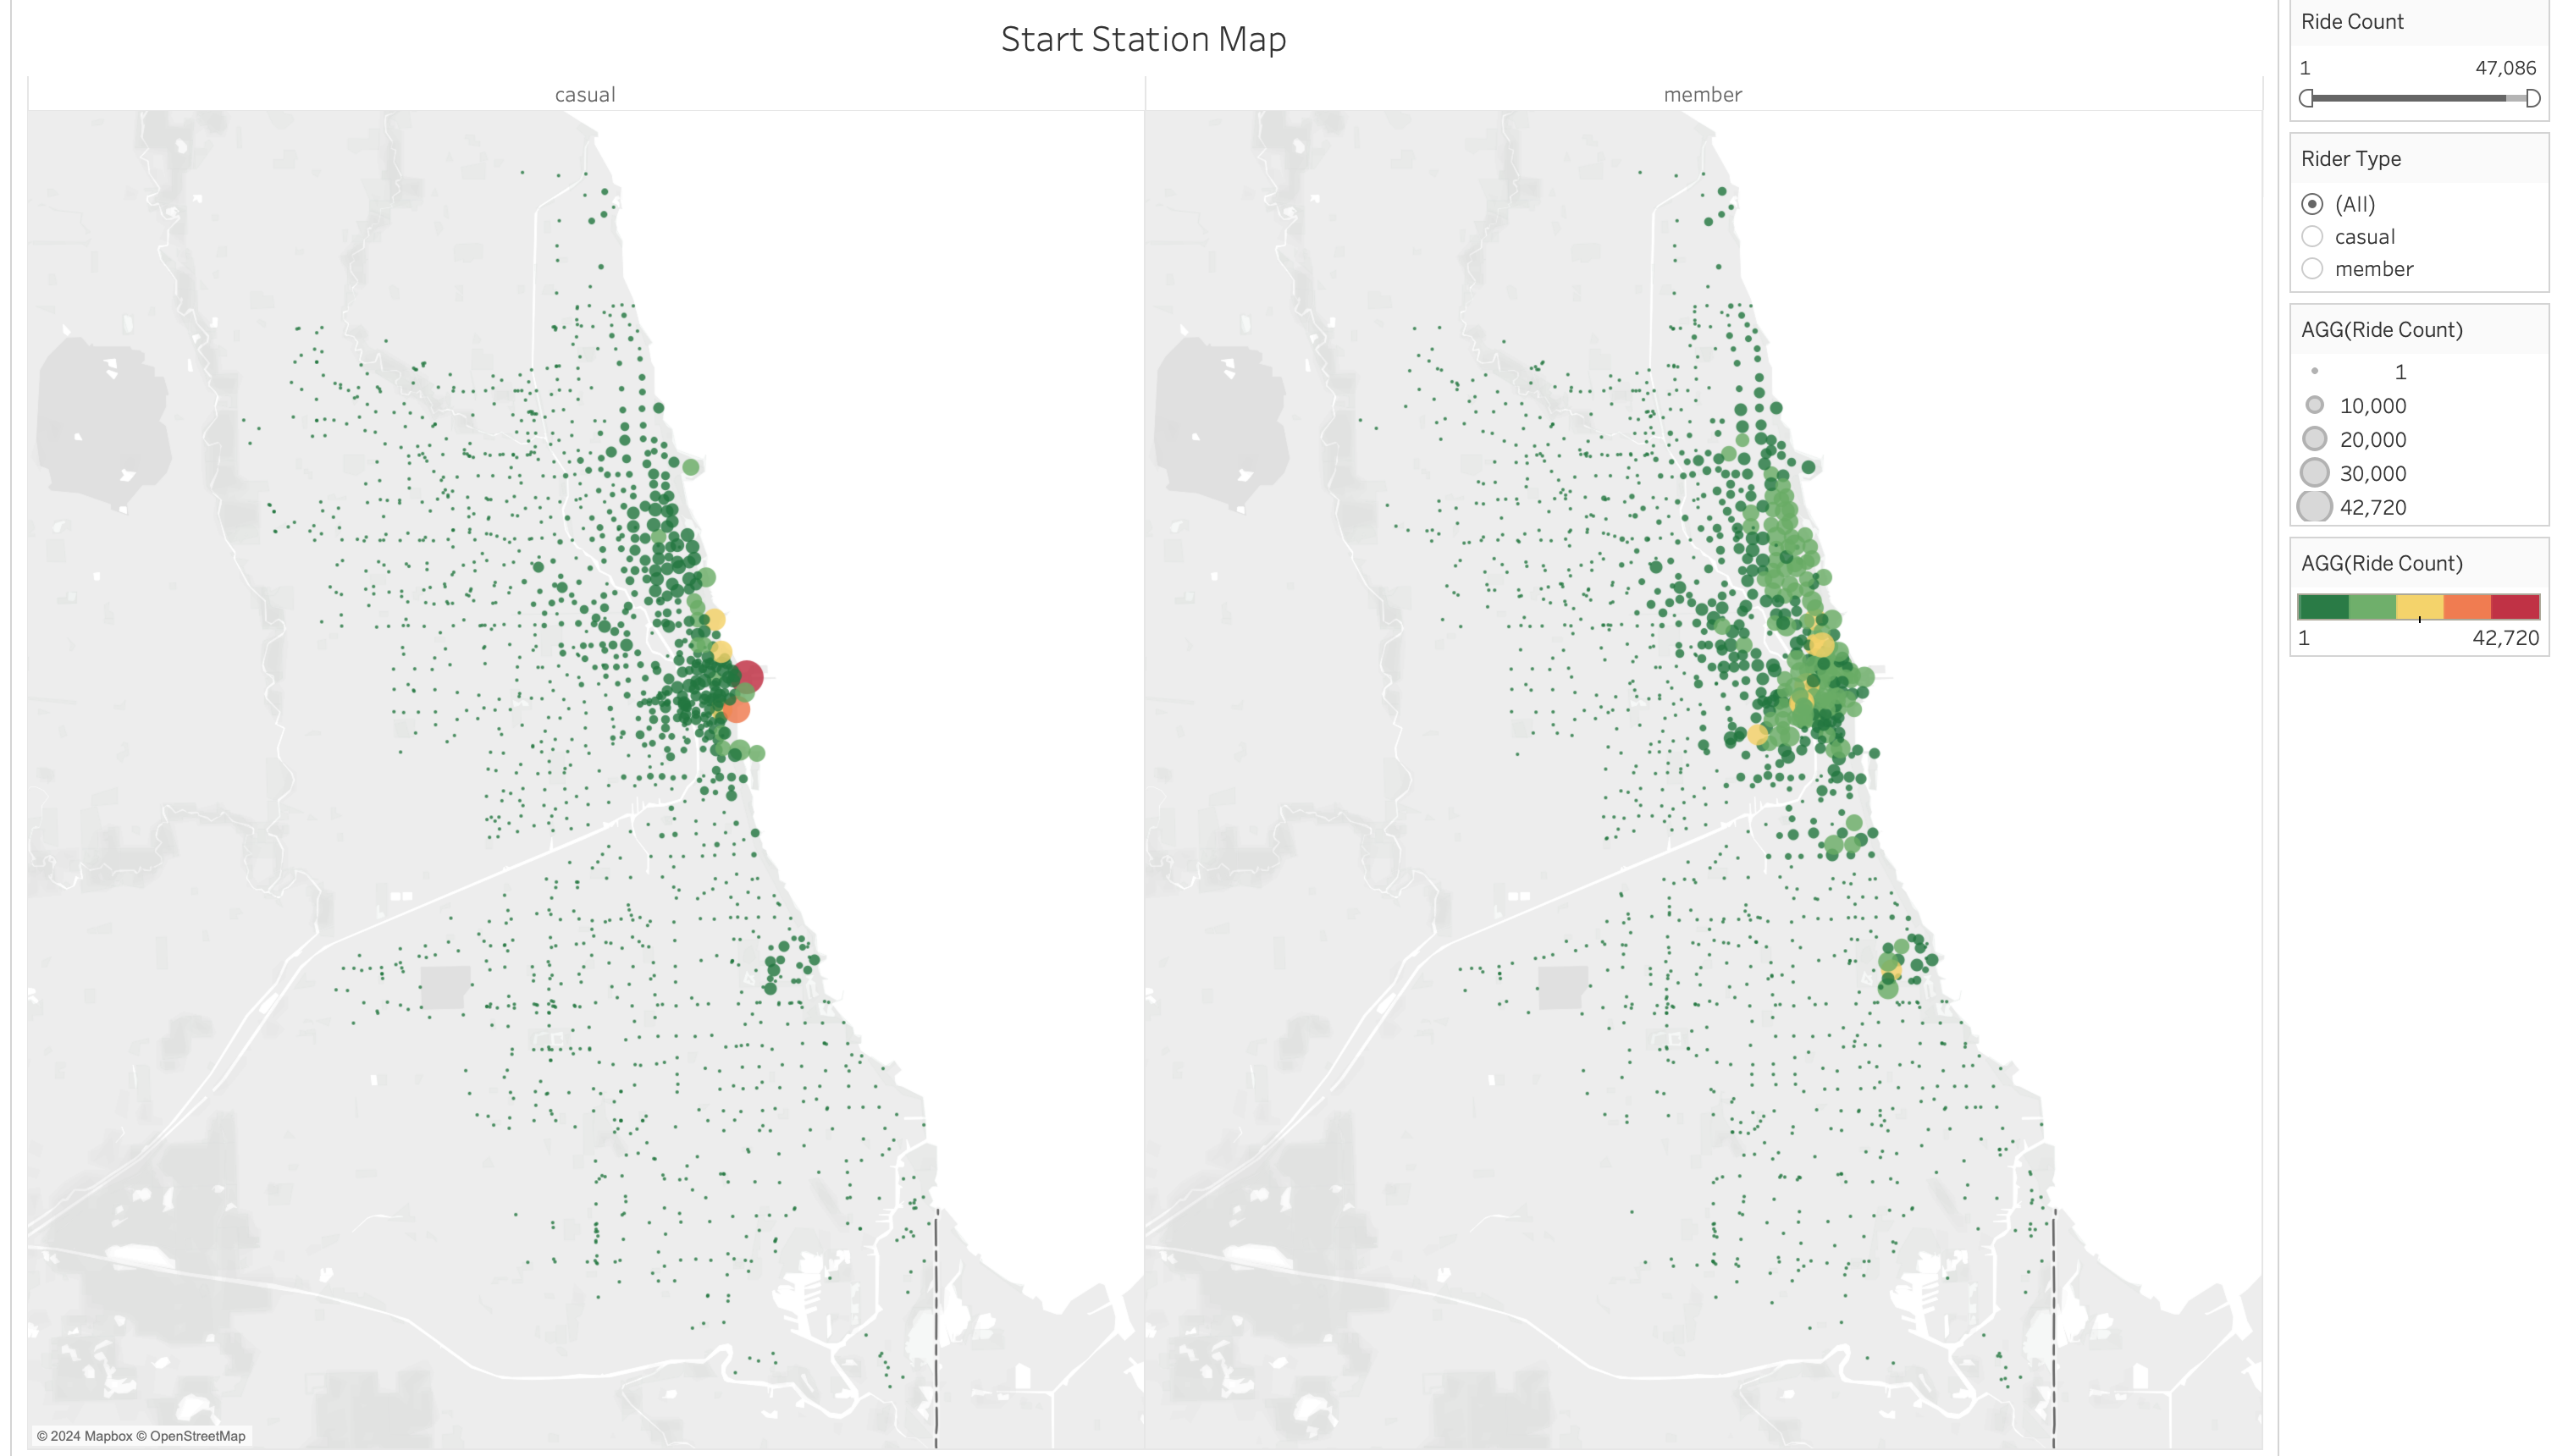 Start Station Map
casual
member
© 2024 Mapbox © OpenStreetMap
Ride Count
1 47,086
Rider Type
(All)
casual
member
AGG(Ride Count)
1
10,000
20,000
30,000
42,720
AGG(Ride Count)
1 42,720